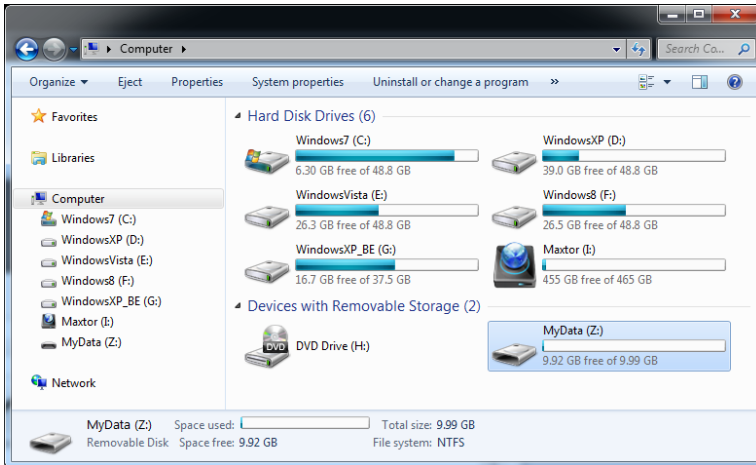 Computer
Search Co...
Organize Eject Properties System properties Uninstall or change a program »
Favorites
Libraries
Computer
Windows7 (C:)
WindowsXP (D:)
WindowsVista (E:)
Windows8 (F:)
WindowsXP_BE (G:)
Maxtor (I:)
MyData (Z:)
Network
Hard Disk Drives (6)
Windows7 (C:)
6.30 GB free of 48.8 GB
WindowsXP (D:)
39.0 GB free of 48.8 GB
WindowsVista (E:)
26.3 GB free of 48.8 GB
Windows8 (F:)
26.5 GB free of 48.8 GB
WindowsXP_BE (G:)
16.7 GB free of 37.5 GB
Maxtor (I:)
455 GB free of 465 GB
Devices with Removable Storage (2)
DVD
DVD Drive (H:)
MyData (Z:)
9.92 GB free of 9.99 GB
MyData (Z:) Space used: Total size: 9.99 GB
Removable Disk Space free: 9.92 GB File system: NTFS